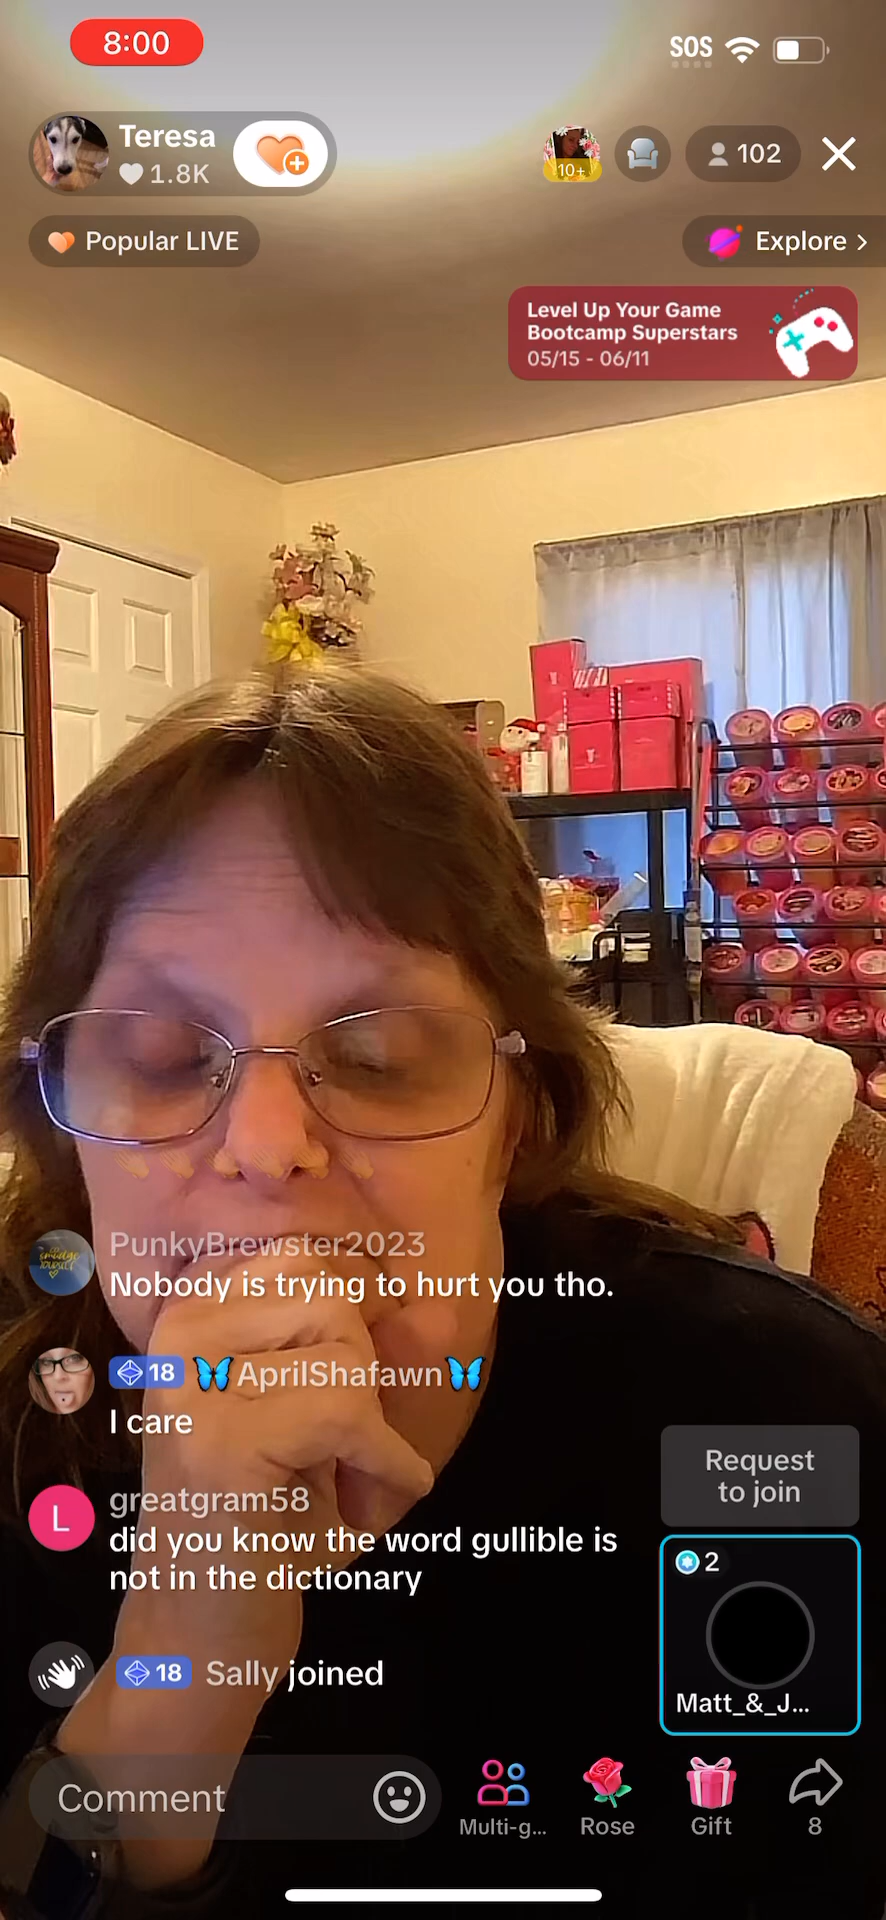 8:00
SOS
Teresa
1.8K
10+
102
Popular LIVE
Explore >
Level Up Your Game
Bootcamp Superstars
05/15 - 06/11
PunkyBrewster2023
Nobody is trying to hurt you tho.
18 🦋AprilShafawn🦋
I care
L
greatgram58
did you know the word gullible is
not in the dictionary
18 Sally joined
Request
to join
2
Matt_&_J...
Comment
Multi-g...
Rose
Gift
8